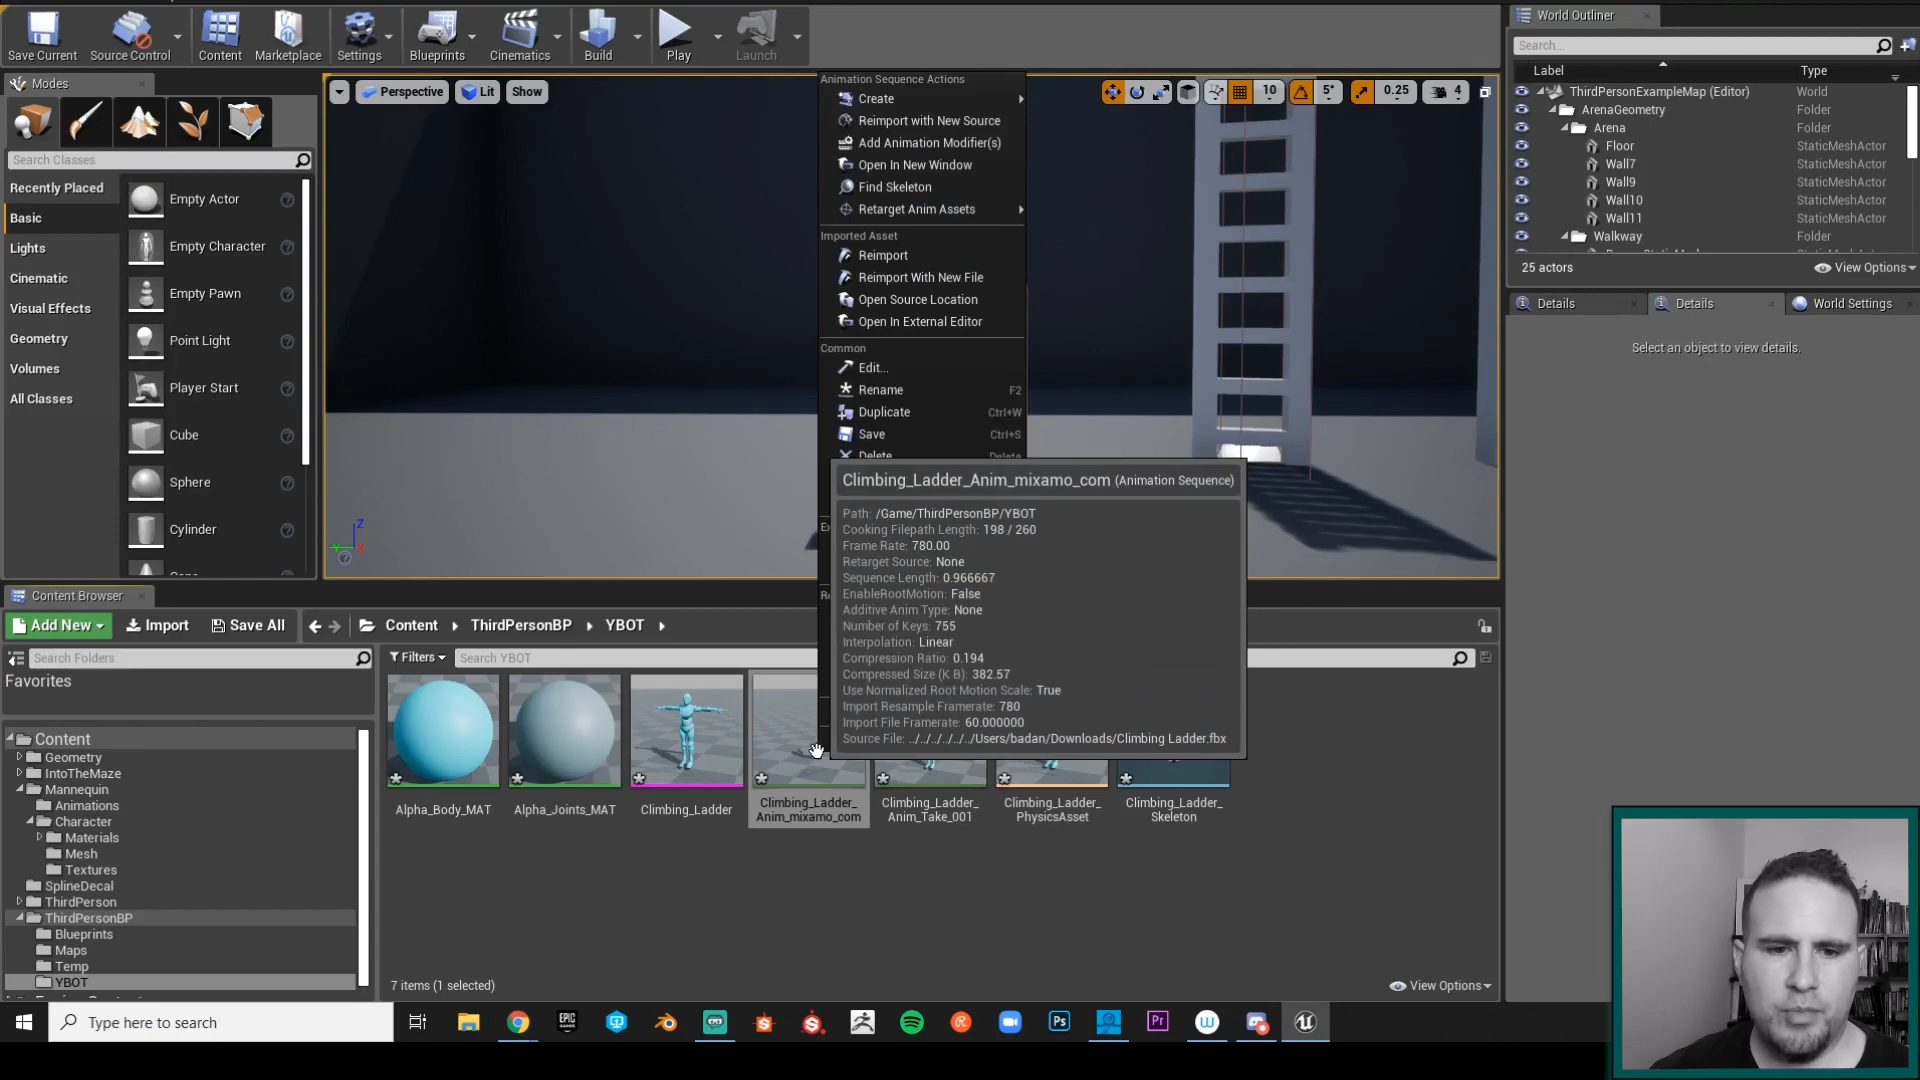 Save Current
Source Control
Content
Marketplace
Settings
Blueprints
Cinematics
Build
Play
Launch
Modes
Search Classes
Recently Placed
Basic
Lights
Cinematic
Visual Effects
Geometry
Volumes
All Classes
Empty Actor
Empty Character
Empty Pawn
Point Light
Player Start
Cube
Sphere
Cylinder
Perspective
Lit
Show
10
5°
0.25
4
Z
Animation Sequence Actions
Create
Reimport with New Source
Add Animation Modifier(s)
Open In New Window
Find Skeleton
Retarget Anim Assets
Imported Asset
Reimport
Reimport With New File
Open Source Location
Open In External Editor
Common
Edit...
Rename F2
Duplicate Ctrl+W
Save Ctrl+S
Delete Delete
Climbing_Ladder_Anim_mixamo_com (Animation Sequence)
Path: /Game/ThirdPersonBP/YBOT
Cooking Filepath Length: 198 / 260
Frame Rate: 780.00
Retarget Source: None
Sequence Length: 0.966667
EnableRootMotion: False
Additive Anim Type: None
Number of Keys: 755
Interpolation: Linear
Compression Ratio: 0.194
Compressed Size (K B): 382.57
Use Normalized Root Motion Scale: True
Import Resample Framerate: 780
Import File Framerate: 60.000000
Source File: ../../../../../../Users/badan/Downloads/Climbing Ladder.fbx
World Outliner
Search...
Label Type
ThirdPersonExampleMap (Editor) World
ArenaGeometry Folder
Arena Folder
Floor StaticMeshActor
Wall7 StaticMeshActor
Wall9 StaticMeshActor
Wall10 StaticMeshActor
Wall11 StaticMeshActor
Walkway Folder
25 actors View Options
Details
Details
World Settings
Select an object to view details.
Content Browser
Add New
Import
Save All
Content
ThirdPersonBP
YBOT
Search Folders
Filters
Search YBOT
Favorites
Content
Geometry
IntoTheMaze
Mannequin
Animations
Character
Materials
Mesh
Textures
SplineDecal
ThirdPerson
ThirdPersonBP
Blueprints
Maps
Temp
YBOT
Alpha_Body_MAT
Alpha_Joints_MAT
Climbing_Ladder
Climbing_Ladder_
Anim_mixamo_com
Climbing_Ladder_
Anim_Take_001
Climbing_Ladder_
PhysicsAsset
Climbing_Ladder_
Skeleton
7 items (1 selected)
View Options
Type here to search
EPIC
GAMES
Ps
Pr